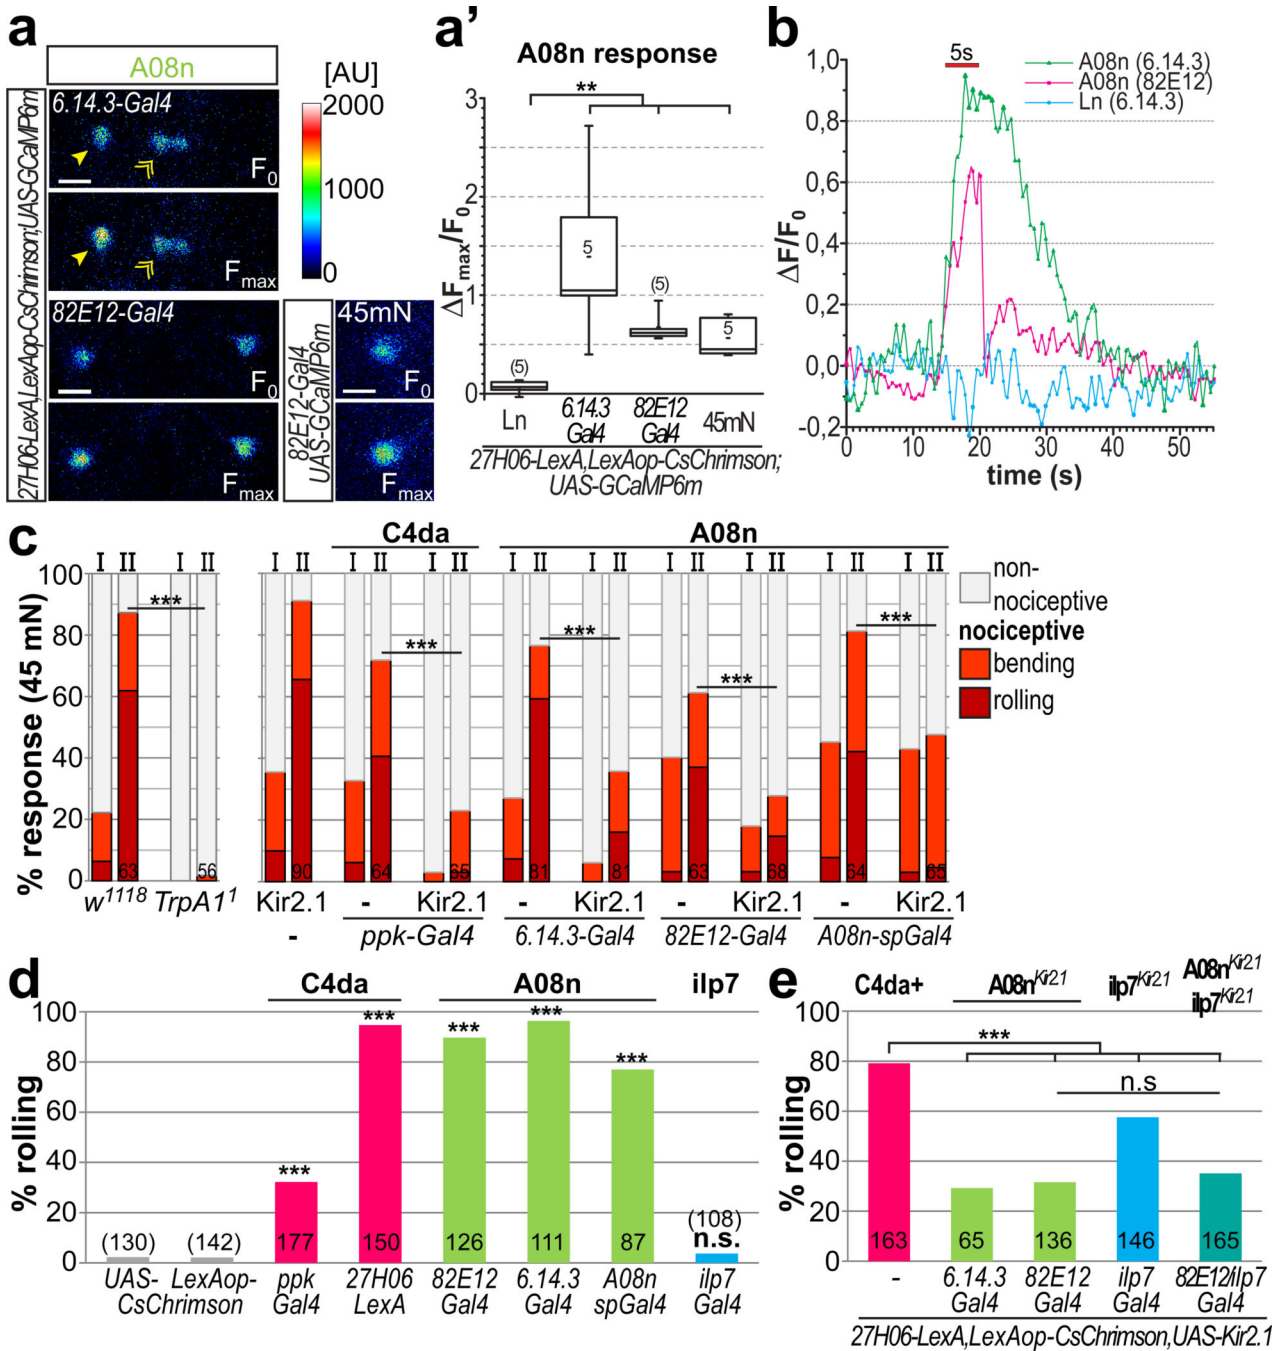 a
A08n
[AU]
2000
1000
0
27H06-LexA,LexAop-CsChrimson;UAS-GCaMP6m
6.14.3-Gal4
F0
Fmax
82E12-Gal4
F0
Fmax
82E12-Gal4
UAS-GCaMP6m
45mN
F0
Fmax
a'
A08n response
**
ΔFmax/F0
3
2
1
0
(5)
5
(5)
5
Ln
6.14.3
Gal4
82E12
Gal4
45mN
27H06-LexA,LexAop-CsChrimson;
UAS-GCaMP6m
b
5s
A08n (6.14.3)
A08n (82E12)
Ln (6.14.3)
ΔF/F0
1,0
0,8
0,6
0,4
0,2
0,0
-0,2
0 10 20 30 40 50
time (s)
c
C4da
A08n
I II I II I II I II I II I II I II I II I II I II I II
% response (45 mN)
100
80
60
40
20
0
***
***
***
***
***
63 56 90 64 65 81 81 63 68 64 65
non-
nociceptive
nociceptive
bending
rolling
w1118 TrpA11 Kir2.1 - Kir2.1 - Kir2.1 - Kir2.1 - Kir2.1
- ppk-Gal4 6.14.3-Gal4 82E12-Gal4 A08n-spGal4
d
C4da
A08n
ilp7
% rolling
100
80
60
40
20
0
*** *** *** *** *** n.s.
(130) (142) 177 150 126 111 87 (108)
UAS- LexAop- ppk 27H06 82E12 6.14.3 A08n ilp7
CsChrimson Gal4 LexA Gal4 Gal4 spGal4 Gal4
e
C4da+
A08nKir21
ilp7Kir21
A08nKir21
ilp7Kir21
% rolling
100
80
60
40
20
0
***
n.s
163 65 136 146 165
- 6.14.3 82E12 ilp7 82E12/ilp7
Gal4 Gal4 Gal4 Gal4
27H06-LexA,LexAop-CsChrimson,UAS-Kir2.1